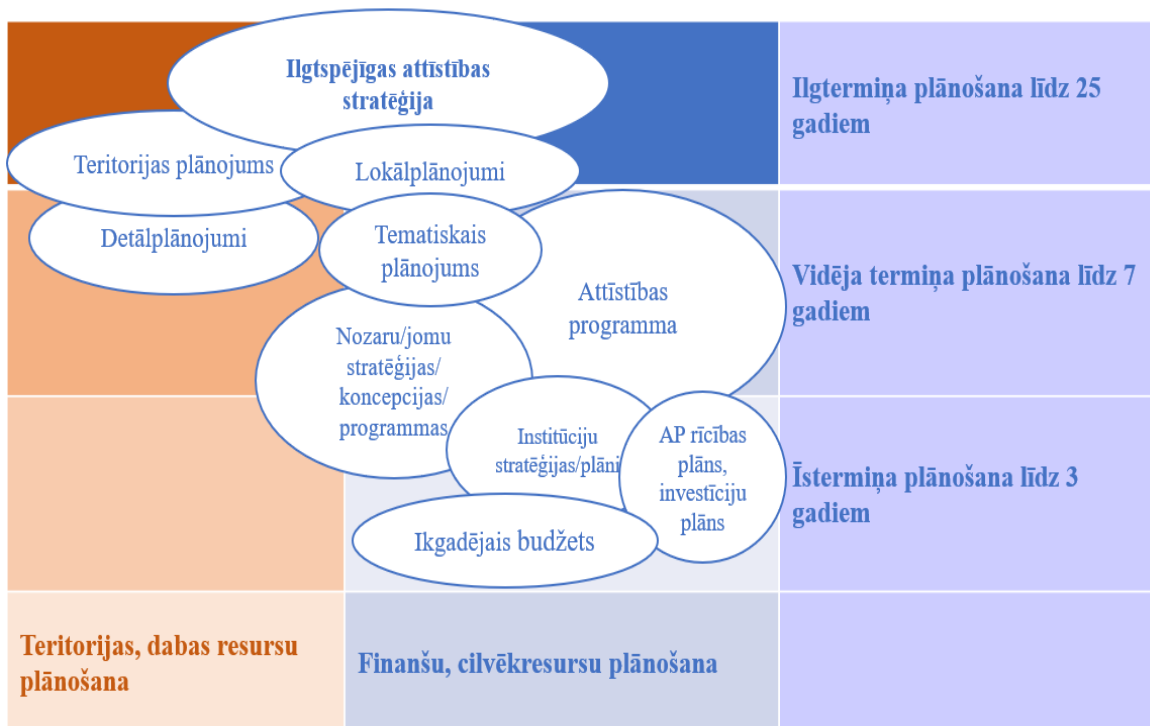 Ilgtspējīgas attīstības
stratēģija
Ilgtermiņa plānošana līdz 25
gadiem
Teritorijas plānojums
Lokālplānojumi
Detālplānojumi
Tematiskais
plānojums
Attīstības
programma
Vidēja termiņa plānošana līdz 7
gadiem
Nozaru/jomu
stratēģijas/
koncepcijas/
programmas
Institūciju
stratēģijas/plāni
AP rīcības
plāns,
investīciju
plāns
Īstermiņa plānošana līdz 3
gadiem
Ikgadējais budžets
Teritorijas, dabas resursu
plānošana
Finanšu, cilvēkresursu plānošana